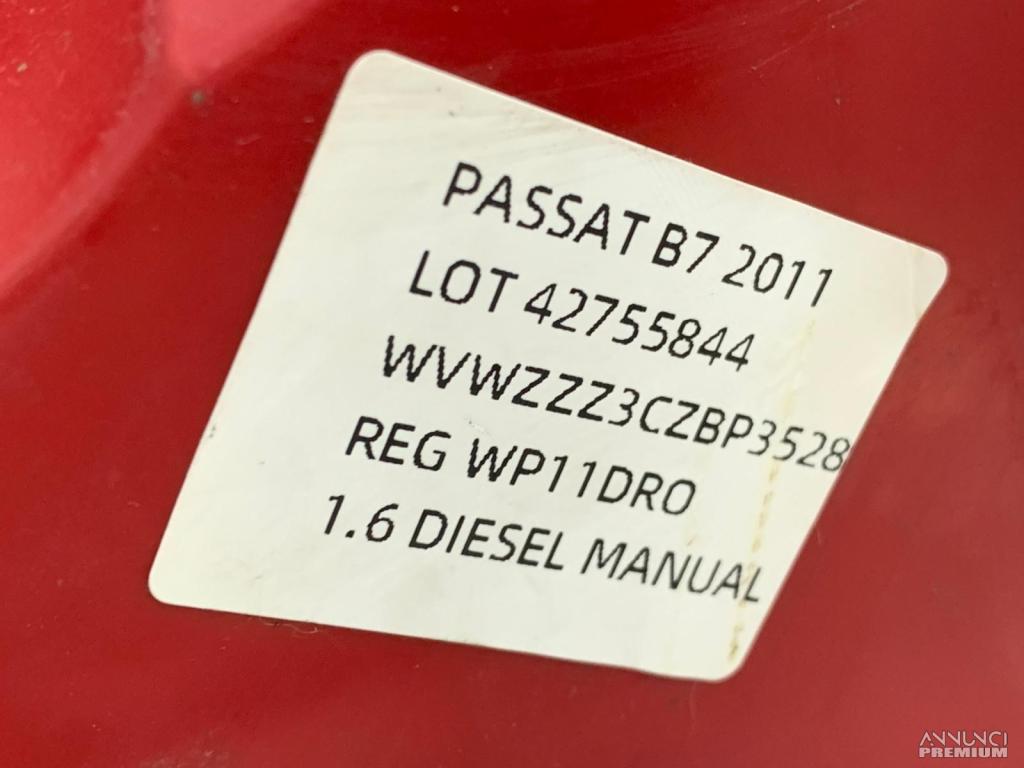 PASSAT B7 2011
LOT 42755844
WVWZZZ3CZBP3528
REG WP11DRO
1.6 DIESEL MANUAL
ANNUNCI
PREMIUM